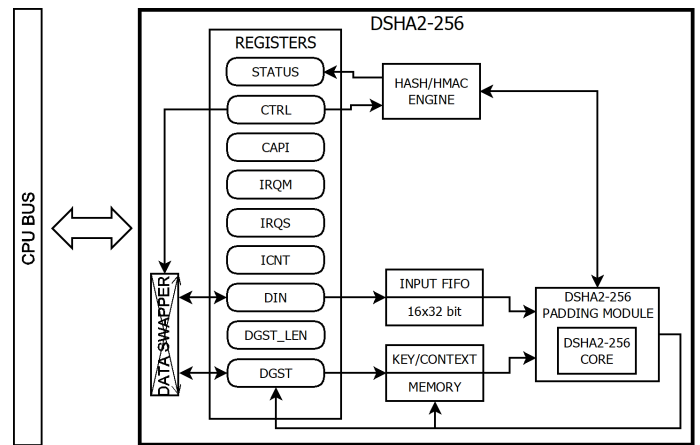 DSHA2-256
REGISTERS
STATUS
CTRL
CAPI
IRQM
IRQS
ICNT
DIN
DGST_LEN
DGST
HASH/HMAC
ENGINE
INPUT FIFO
16x32 bit
KEY/CONTEXT
MEMORY
DSHA2-256
PADDING MODULE
DSHA2-256
CORE
CPU BUS
DATA SWAPPER